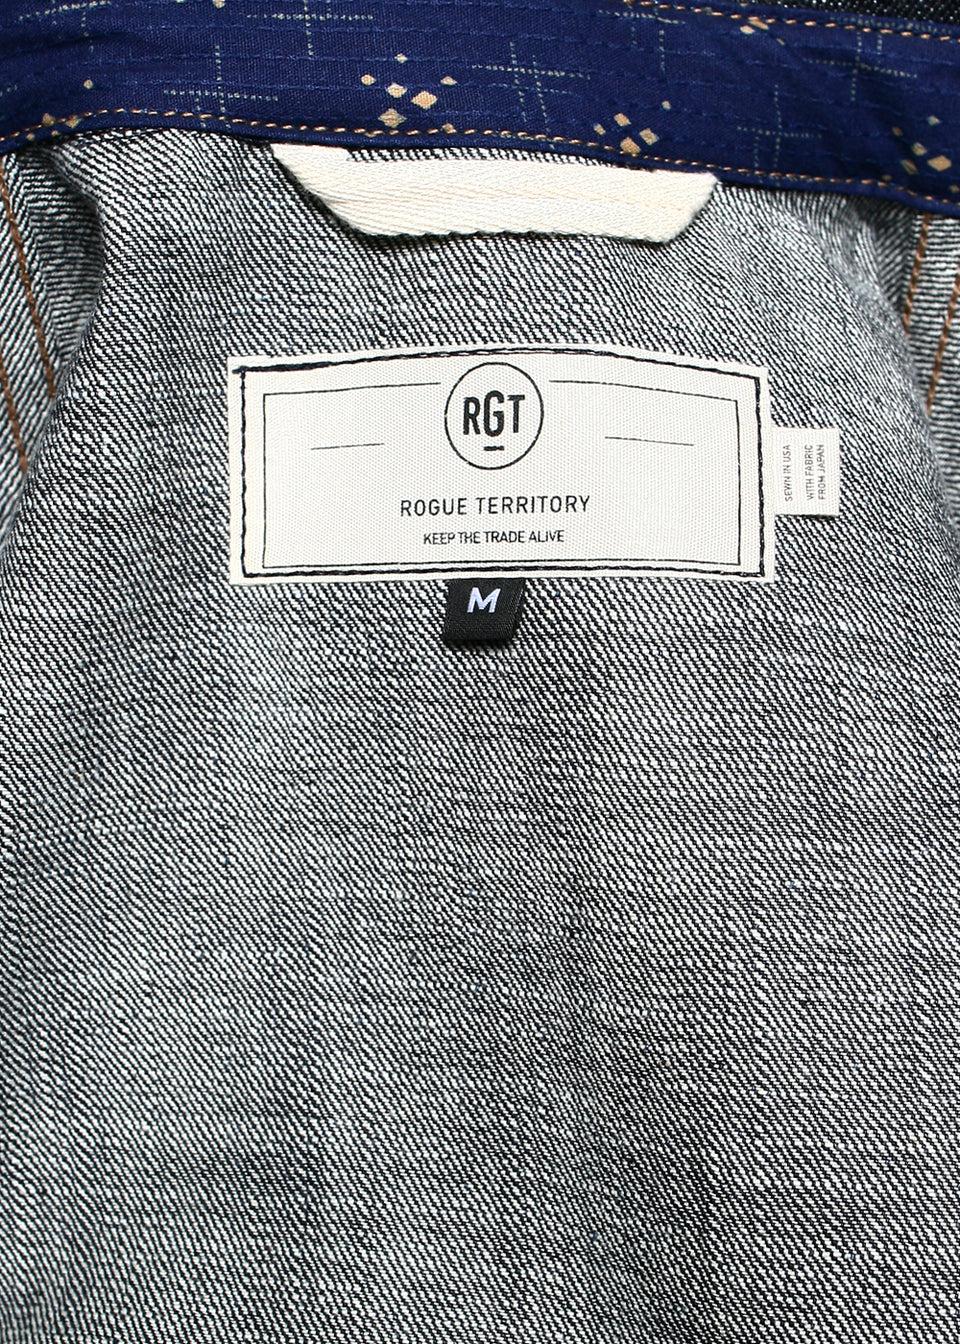 RGT
ROGUE TERRITORY
KEEP THE TRADE ALIVE
SEWN IN USA
WITH FABRIC
FROM JAPAN
M